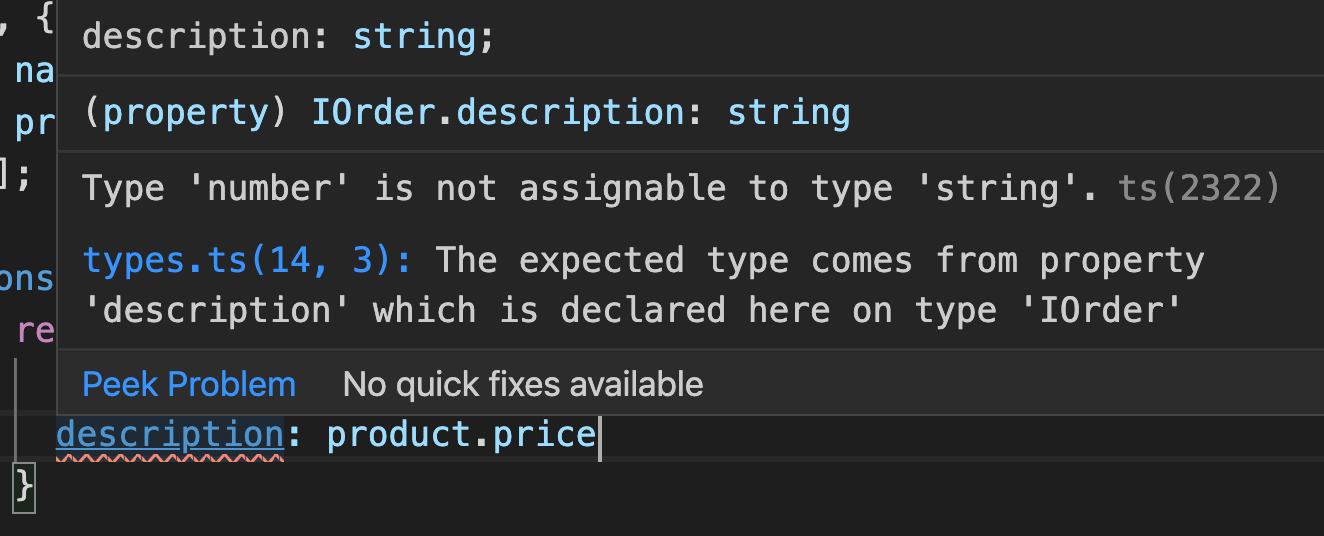 , {
description: string;
na
(property) IOrder.description: string
pr
];
Type 'number' is not assignable to type 'string'. ts(2322)
types.ts(14, 3): The expected type comes from property
ons
'description' which is declared here on type 'IOrder'
re
Peek Problem No quick fixes available
description: product.price
}